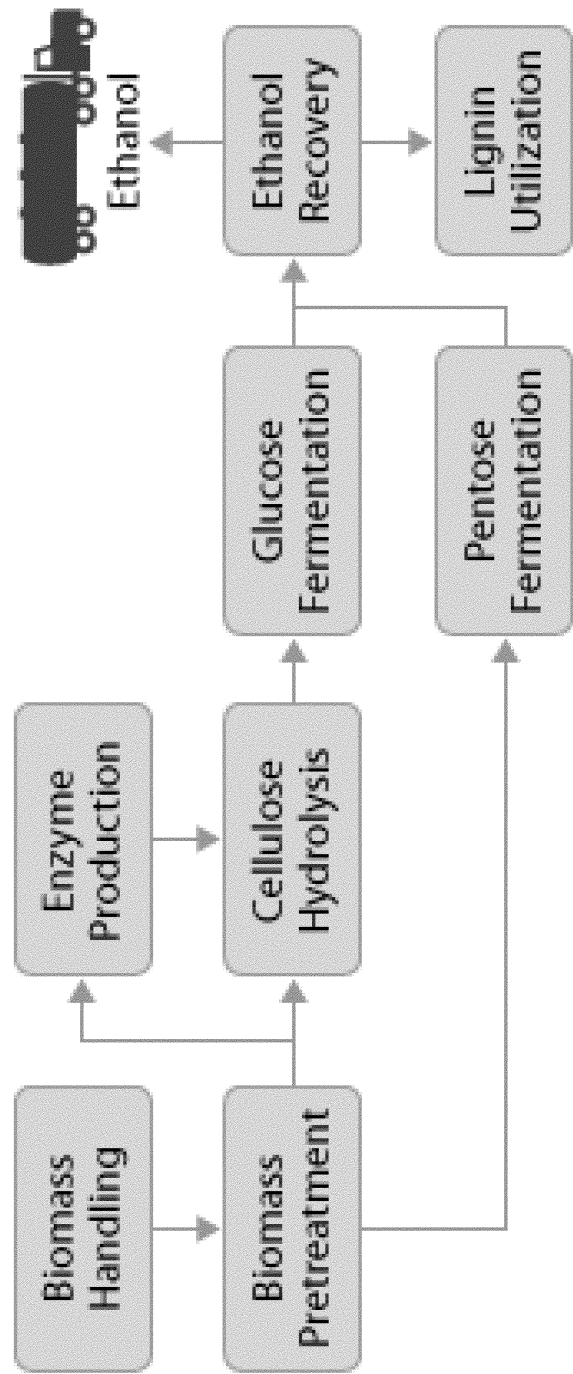 Biomass
Handling
Biomass
Pretreatment
Enzyme
Production
Cellulose
Hydrolysis
Glucose
Fermentation
Pentose
Fermentation
Ethanol
Ethanol
Recovery
Lignin
Utilization